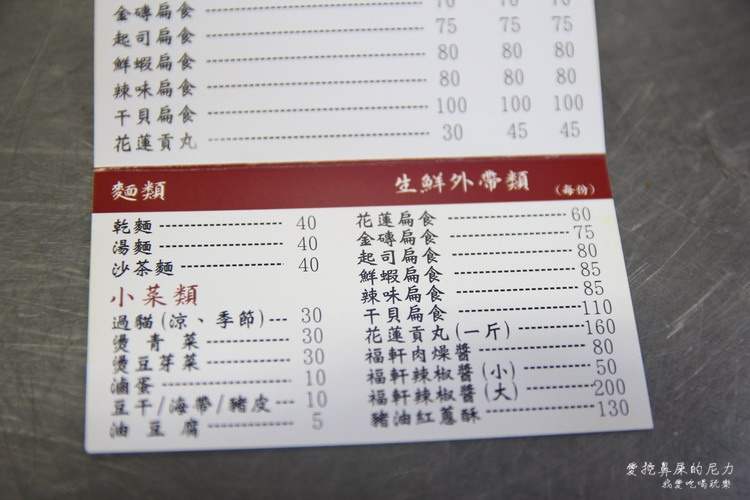 金磚扁食 70 70 70
起司扁食 75 75 75
鮮蝦扁食 80 80 80
辣味扁食 80 80 80
干貝扁食 100 100 100
花蓮貢丸 30 45 45
麵類
乾麵 40
湯麵 40
沙茶麵 40
小菜類
過貓(涼、季節) 30
燙青菜 30
燙豆芽菜 30
滷蛋 10
豆干/海帶/豬皮 10
油豆腐 5
生鮮外帶類 (每份)
花蓮扁食 60
金磚扁食 75
起司扁食 80
鮮蝦扁食 85
辣味扁食 85
干貝扁食 110
花蓮貢丸(一斤) 160
福軒肉燥醬 80
福軒辣椒醬(小) 50
福軒辣椒醬(大) 200
豬油紅蔥酥 130
愛挖鼻屎的尼力
我愛吃喝玩樂